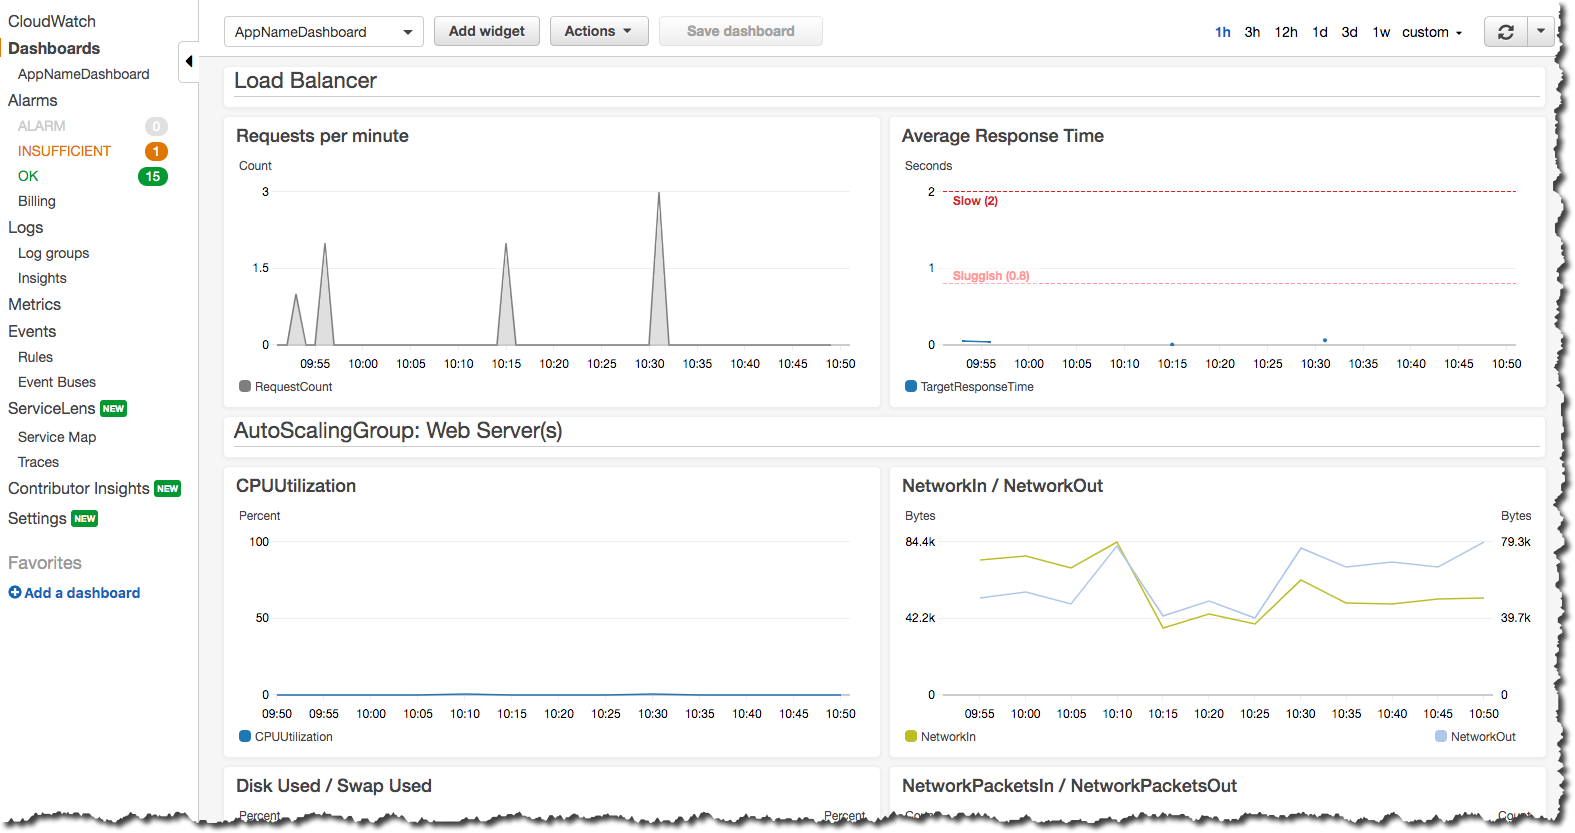 CloudWatch
Dashboards
AppNameDashboard
Alarms
ALARM 0
INSUFFICIENT 1
OK 15
Billing
Logs
Log groups
Insights
Metrics
Events
Rules
Event Buses
ServiceLens NEW
Service Map
Traces
Contributor Insights NEW
Settings NEW
Favorites
Add a dashboard
AppNameDashboard Add widget Actions Save dashboard 1h 3h 12h 1d 3d 1w custom
Load Balancer
Requests per minute
Count
3
1.5
0
09:55 10:00 10:05 10:10 10:15 10:20 10:25 10:30 10:35 10:40 10:45 10:50
RequestCount
Average Response Time
Seconds
2
Slow (2)
1
Sluggish (0.8)
0
09:55 10:00 10:05 10:10 10:15 10:20 10:25 10:30 10:35 10:40 10:45 10:50
TargetResponseTime
AutoScalingGroup: Web Server(s)
CPUUtilization
Percent
100
50
0
09:50 09:55 10:00 10:05 10:10 10:15 10:20 10:25 10:30 10:35 10:40 10:45 10:50
CPUUtilization
NetworkIn / NetworkOut
Bytes Bytes
84.4k 79.3k
42.2k 39.7k
0 0
09:55 10:00 10:05 10:10 10:15 10:20 10:25 10:30 10:35 10:40 10:45 10:50
NetworkIn NetworkOut
Disk Used / Swap Used
Percent Percent
NetworkPacketsIn / NetworkPacketsOut
Count Count